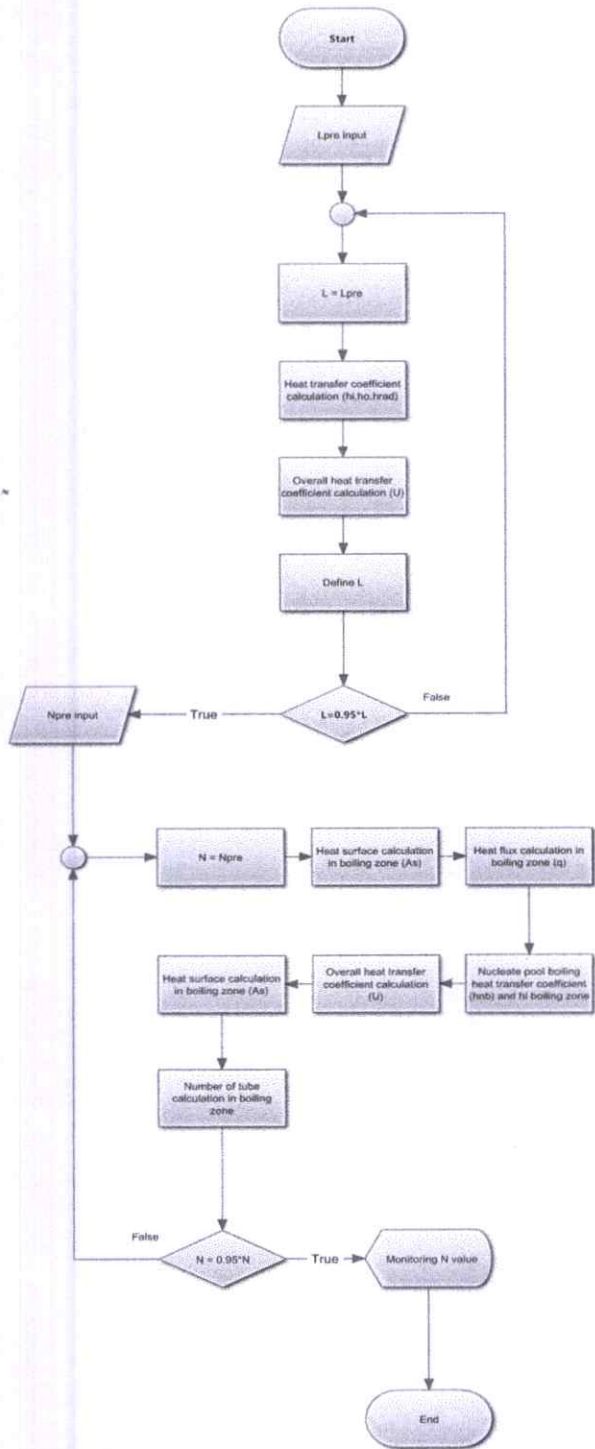 Start
Lpre input
L = Lpre
Heat transfer coefficient
calculation (hi,ho,hrad)
Overall heat transfer
coefficient calculation (U)
Define L
L=0.95*L
False
True
Npre input
N = Npre
Heat surface calculation
in boiling zone (As)
Heat flux calculation in
boiling zone (q)
Nucleate pool boiling
heat transfer coefficient
(hnb) and hi boiling zone
Overall heat transfer
coefficient calculation
(U)
Heat surface calculation
in boiling zone (As)
Number of tube
calculation in boiling
zone
N = 0.95*N
False
True
Monitoring N value
End